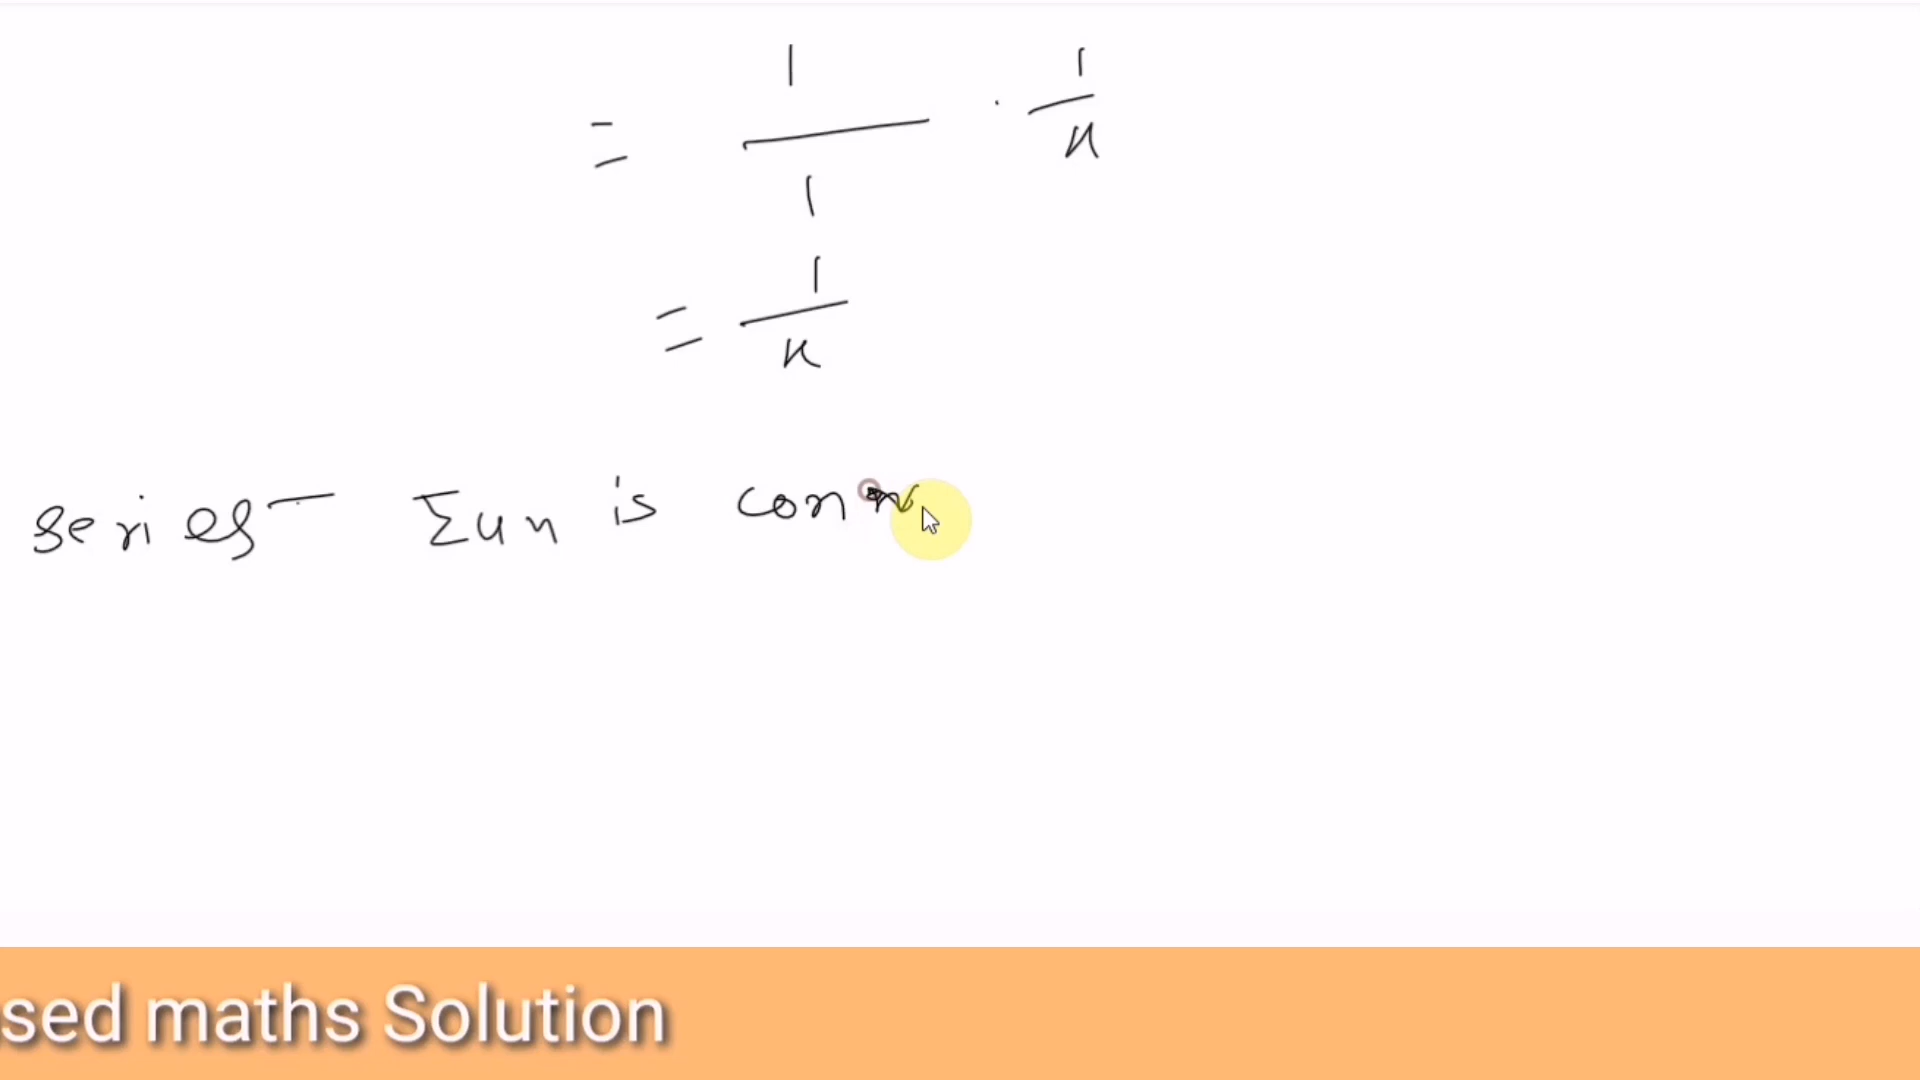 = 1/1 · 1/x
= 1/x
series Σun is con
sed maths Solution